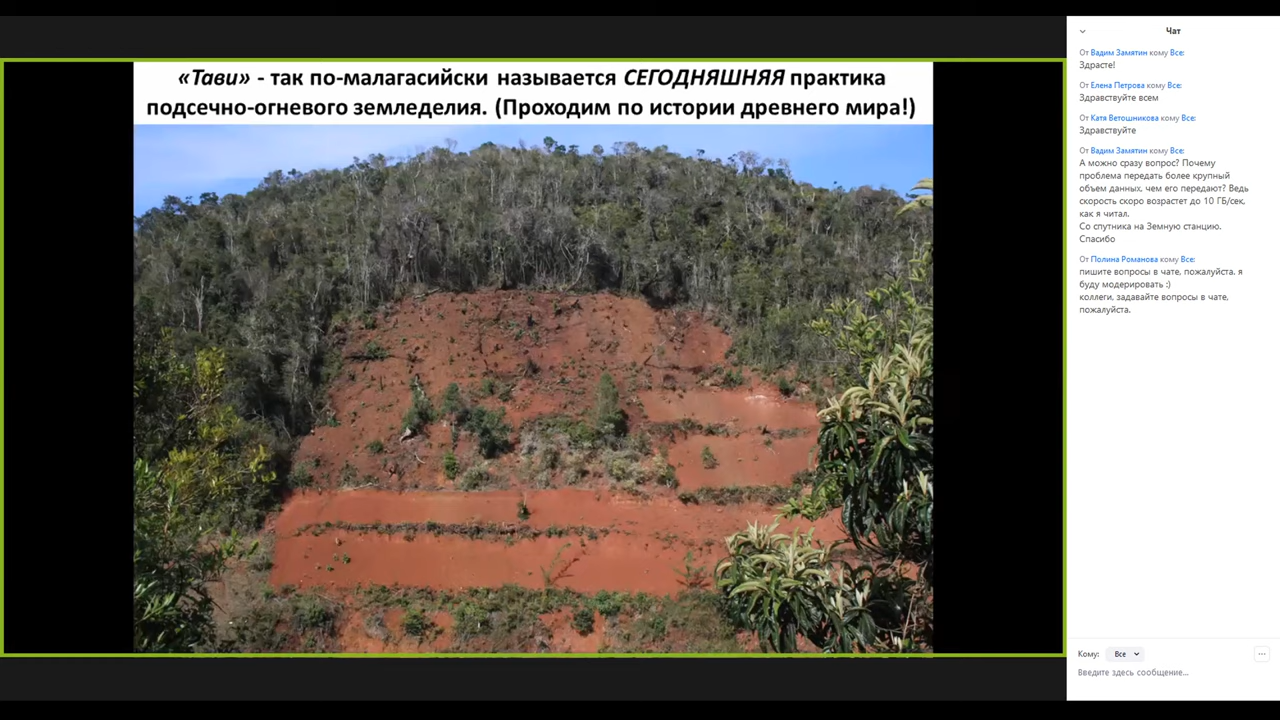 «Тави» - так по-малагасийски называется СЕГОДНЯШНЯЯ практика
подсечно-огневого земледелия. (Проходим по истории древнего мира!)
Чат
От Вадим Замятин кому Все:
Здрасте!
От Елена Петрова кому Все:
Здравствуйте всем
От Катя Ветошникова кому Все:
Здравствуйте
От Вадим Замятин кому Все:
А можно сразу вопрос? Почему
проблема передать более крупный
объем данных, чем его передают? Ведь
скорость скоро возрастет до 10 ГБ/сек,
как я читал.
Со спутника на Земную станцию.
Спасибо
От Полина Романова кому Все:
пишите вопросы в чате, пожалуйста. я
буду модерировать :)
коллеги, задавайте вопросы в чате,
пожалуйста.
Кому: Все
Введите здесь сообщение...